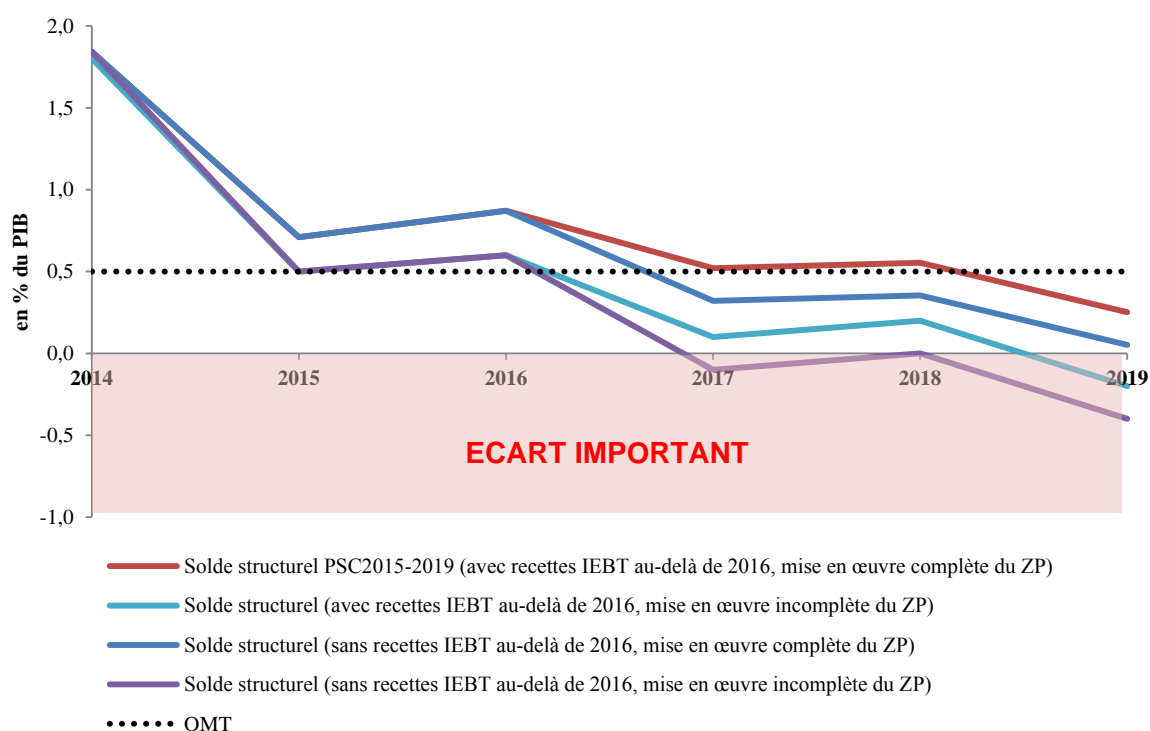 2,0
1,5
1,0
0,5
0,0
-0,5
-1,0
en % du PIB
2014 2015 2016 2017 2018 2019
ECART IMPORTANT
Solde structurel PSC2015-2019 (avec recettes IEBT au-delà de 2016, mise en œuvre complète du ZP)
Solde structurel (avec recettes IEBT au-delà de 2016, mise en œuvre incomplète du ZP)
Solde structurel (sans recettes IEBT au-delà de 2016, mise en œuvre complète du ZP)
Solde structurel (sans recettes IEBT au-delà de 2016, mise en œuvre incomplète du ZP)
OMT